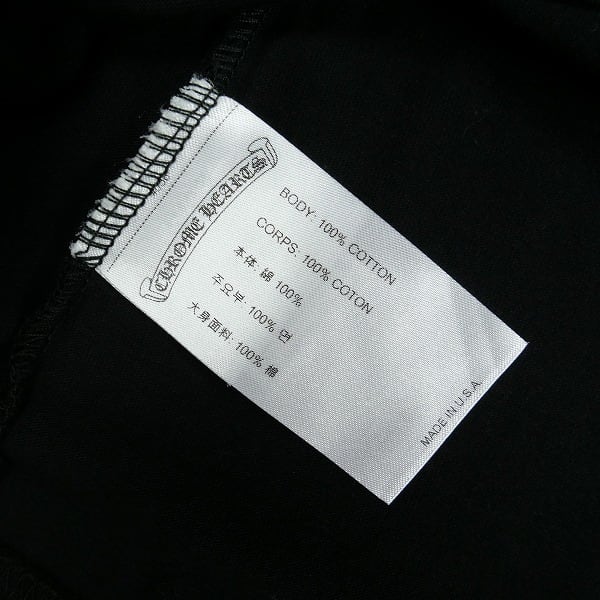 CHROME HEARTS
BODY: 100% COTTON
CORPS: 100% COTON
本体: 綿 100%
주요부: 100% 면
大身面料: 100% 棉
MADE IN U.S.A.